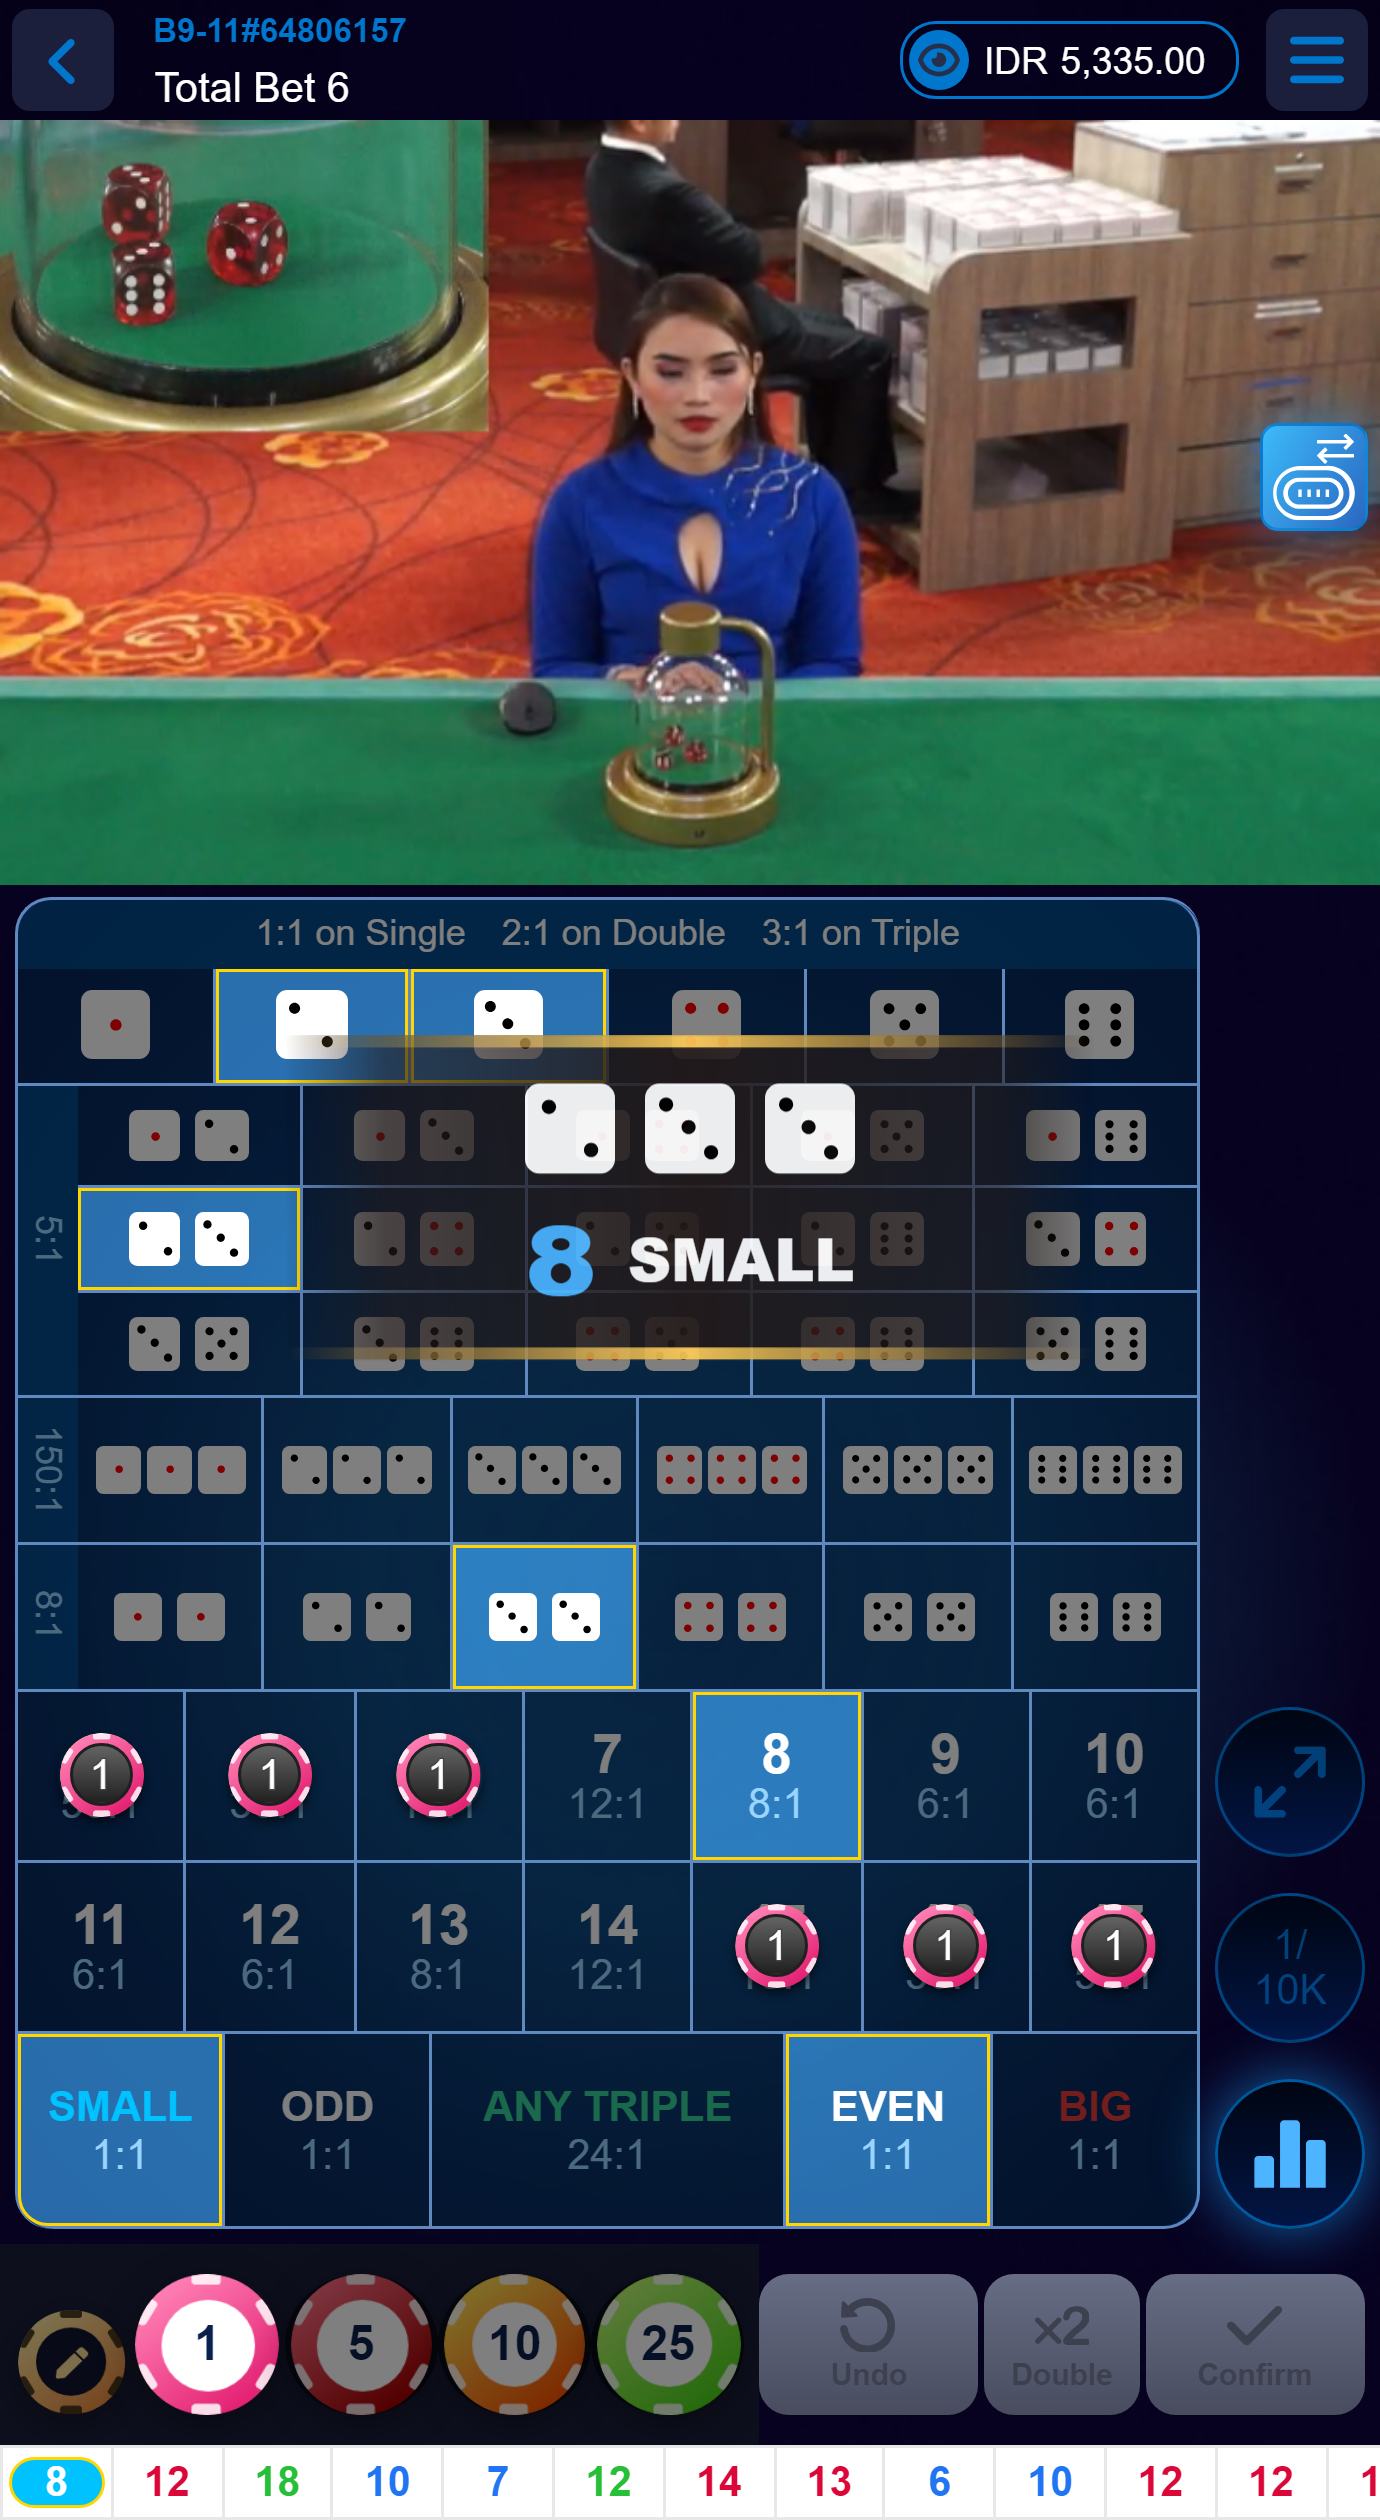 B9-11#64806157
Total Bet 6
IDR 5,335.00
1:1 on Single 2:1 on Double 3:1 on Triple
8 SMALL
5:1
150:1
8:1
1 1 1 7 8 9 10
12:1 8:1 6:1 6:1
11 12 13 14 1 1 1
6:1 6:1 8:1 12:1
1/
10K
SMALL ODD ANY TRIPLE EVEN BIG
1:1 1:1 24:1 1:1 1:1
1 5 10 25
x2
Undo Double Confirm
8 12 18 10 7 12 14 13 6 10 12 12